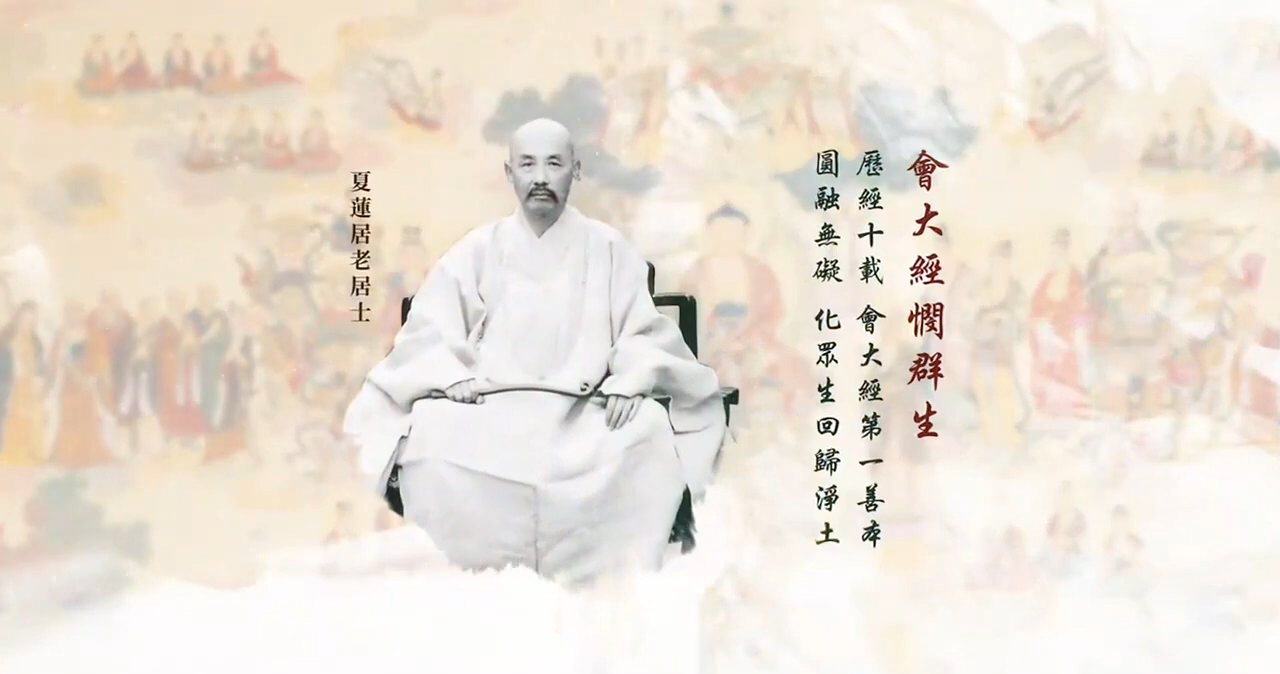 會大經憫群生
歷經十載 會大經第一善本
圓融無礙 化眾生回歸淨土
夏蓮居老居士